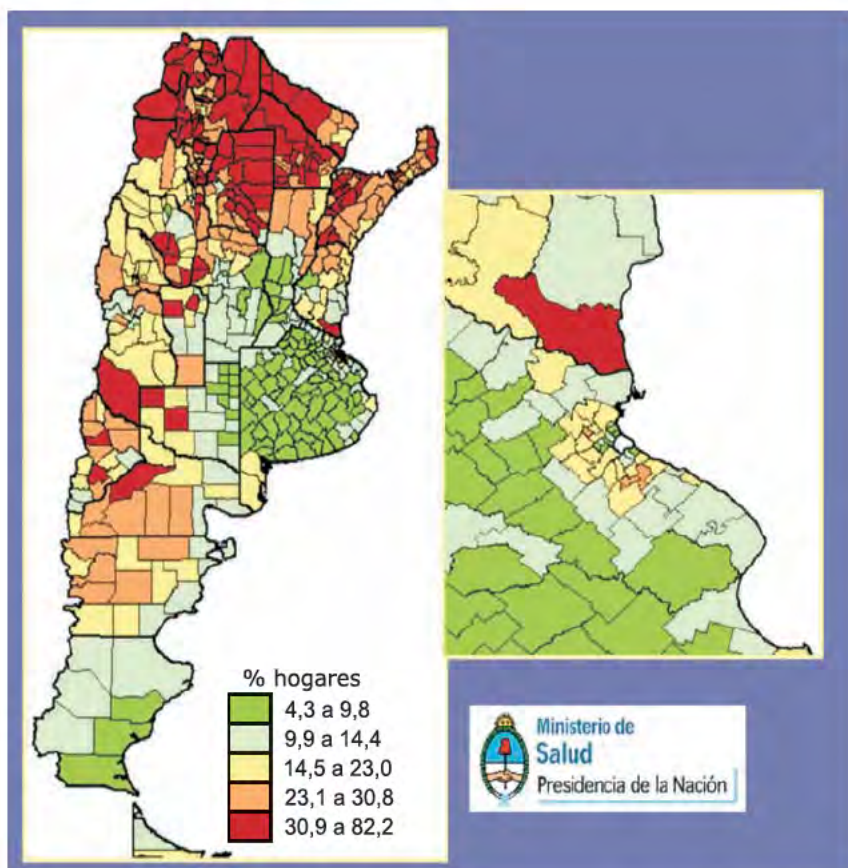 % hogares
4,3 a 9,8
9,9 a 14,4
14,5 a 23,0
23,1 a 30,8
30,9 a 82,2
Ministerio de
Salud
Presidencia de la Nación